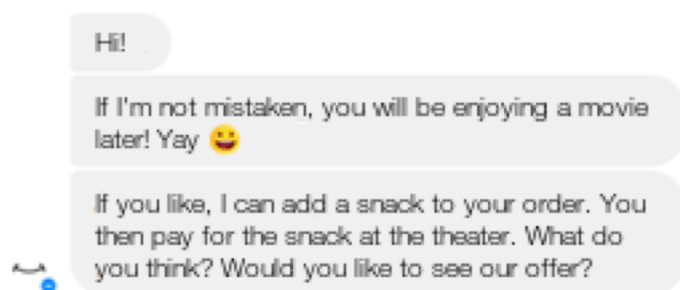 Hi!
If I'm not mistaken, you will be enjoying a movie
later! Yay 😀
If you like, I can add a snack to your order. You
then pay for the snack at the theater. What do
you think? Would you like to see our offer?